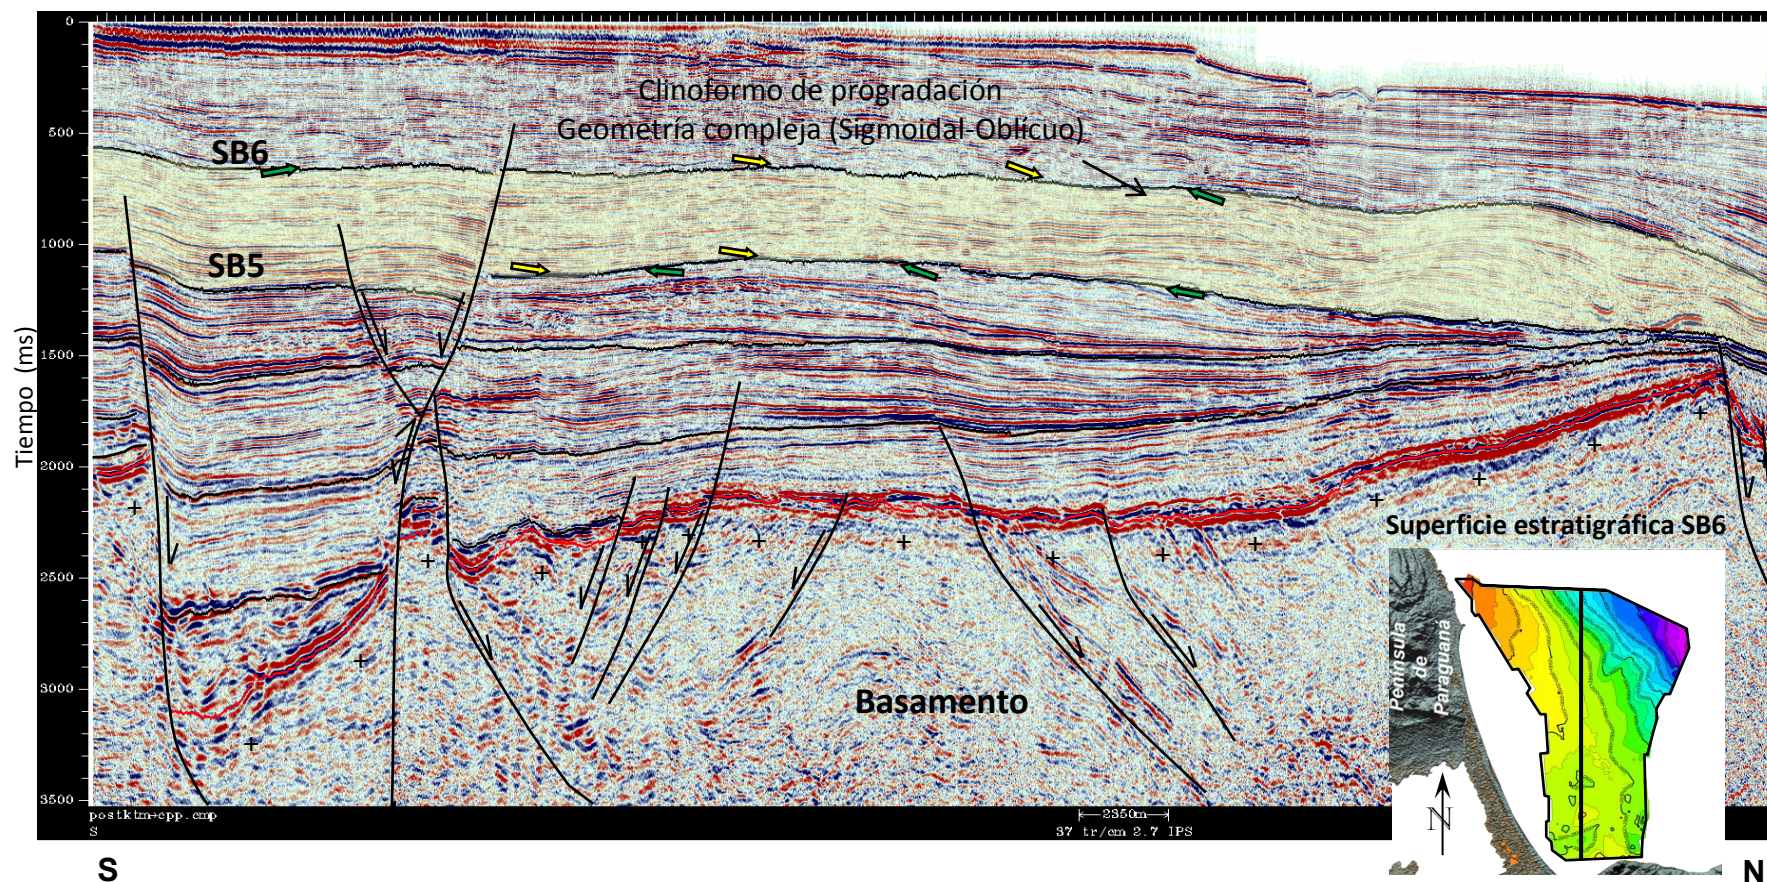 0
Clinoformo de progradación
Geometría compleja (Sigmoidal-Oblícuo)
500
SB6
1000
SB5
Tiempo (ms)
1500
2000
Superficie estratigráfica SB6
2500
Península
de
Paraguaná
3000
Basamento
3500
N
postktm→cpp.cmp
S
2350m
37 tr/cm 2.7 IPS
S
N